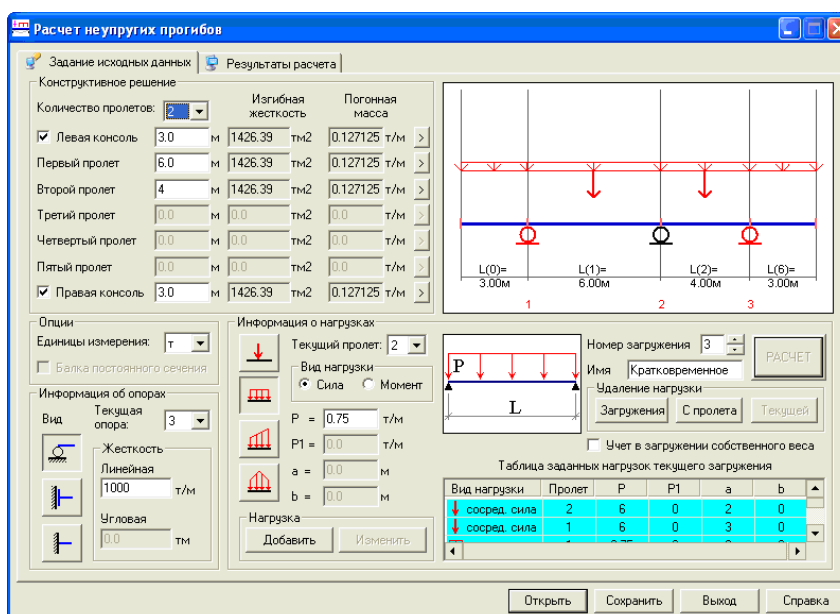 Расчет неупругих прогибов
Задание исходных данных
Результаты расчета
Конструктивное решение
Количество пролетов: 2
Изгибная жесткость
Погонная масса
Левая консоль 3.0 м 1426.39 тм2 0.127125 т/м >
Первый пролет 6.0 м 1426.39 тм2 0.127125 т/м >
Второй пролет 4 м 1426.39 тм2 0.127125 т/м >
Третий пролет 0.0 м 0.0 тм2 0.0 т/м >
Четвертый пролет 0.0 м 0.0 тм2 0.0 т/м >
Пятый пролет 0.0 м 0.0 тм2 0.0 т/м >
Правая консоль 3.0 м 1426.39 тм2 0.127125 т/м >
L(0)= L(1)= L(2)= L(6)=
3.00м 6.00м 4.00м 3.00м
1 2 3
Опции
Единицы измерения: т
Балка постоянного сечения
Информация об опорах
Вид
Текущая опора: 3
Жесткость
Линейная
1000 т/м
Угловая
0.0 тм
Информация о нагрузках
Текущий пролет: 2
Вид нагрузки
Сила Момент
P = 0.75 т/м
P1 = 0.0 т/м
a = 0.0 м
b = 0.0 м
Нагрузка
Добавить Изменить
P
L
Номер загружения 3
Имя Кратковременное
РАСЧЕТ
Удаление нагрузки
Загружения С пролета Текущей
Учет в загружении собственного веса
Таблица заданных нагрузок текущего загружения
Вид нагрузки Пролет P P1 a b
сосред. сила 2 6 0 2 0
сосред. сила 1 6 0 3 0
Открыть Сохранить Выход Справка